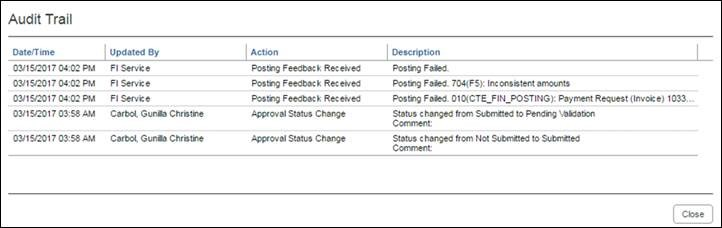 Audit Trail
Date/Time Updated By Action Description
03/15/2017 04:02 PM FI Service Posting Feedback Received Posting Failed.
03/15/2017 04:02 PM FI Service Posting Feedback Received Posting Failed. 704(F5): Inconsistent amounts
03/15/2017 04:02 PM FI Service Posting Feedback Received Posting Failed. 010(CTE_FIN_POSTING): Payment Request (Invoice) 1033...
03/15/2017 03:58 AM Carbol, Gunilla Christine Approval Status Change Status changed from Submitted to Pending Validation
Comment:
03/15/2017 03:58 AM Carbol, Gunilla Christine Approval Status Change Status changed from Not Submitted to Submitted
Comment:
Close